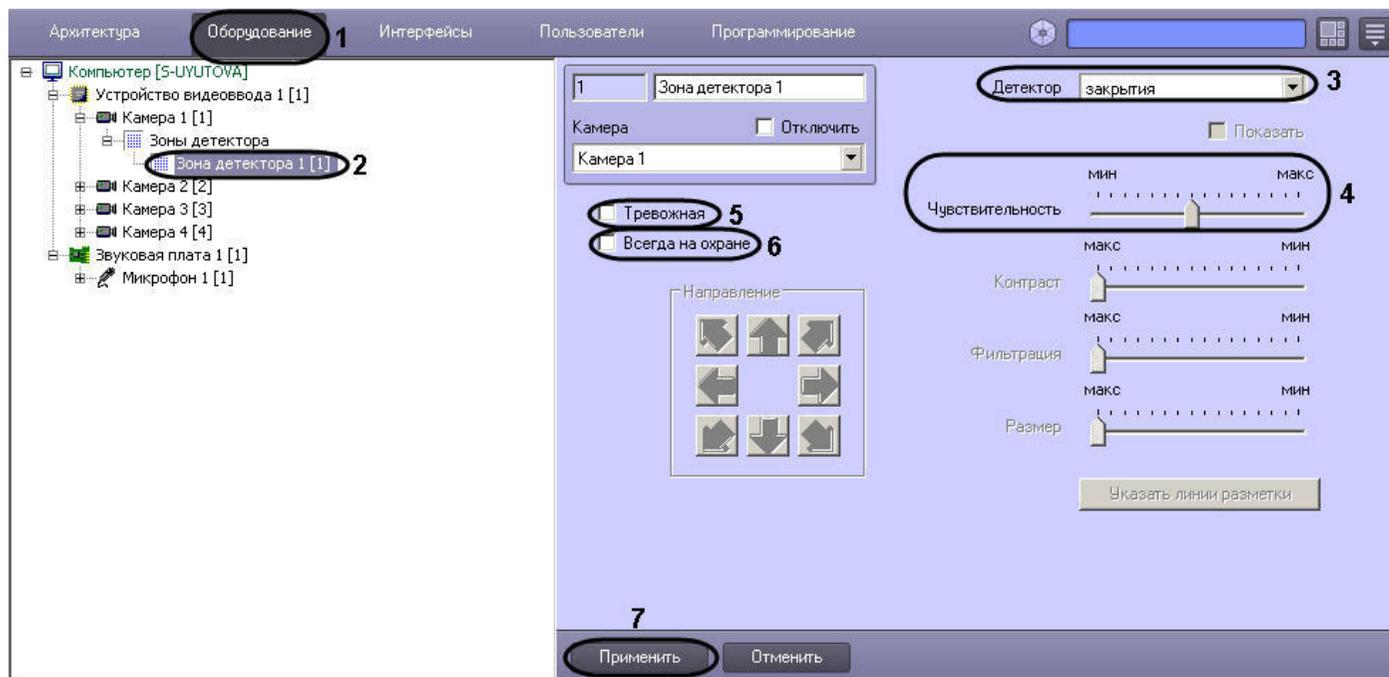 Архитектура Оборудование 1 Интерфейсы Пользователи Программирование
Компьютер [S-UYUTOVA]
Устройство видеоввода 1 [1]
Камера 1 [1]
Зоны детектора
Зона детектора 1 [1] 2
Камера 2 [2]
Камера 3 [3]
Камера 4 [4]
Звуковая плата 1 [1]
Микрофон 1 [1]
1 Зона детектора 1
Камера Отключить
Камера 1
Тревожная 5
Всегда на охране 6
Направление
Детектор закрытия 3
Показать
мин макс
Чувствительность 4
макс мин
Контраст
макс мин
Фильтрация
макс мин
Размер
Указать линии разметки
7
Применить Отменить